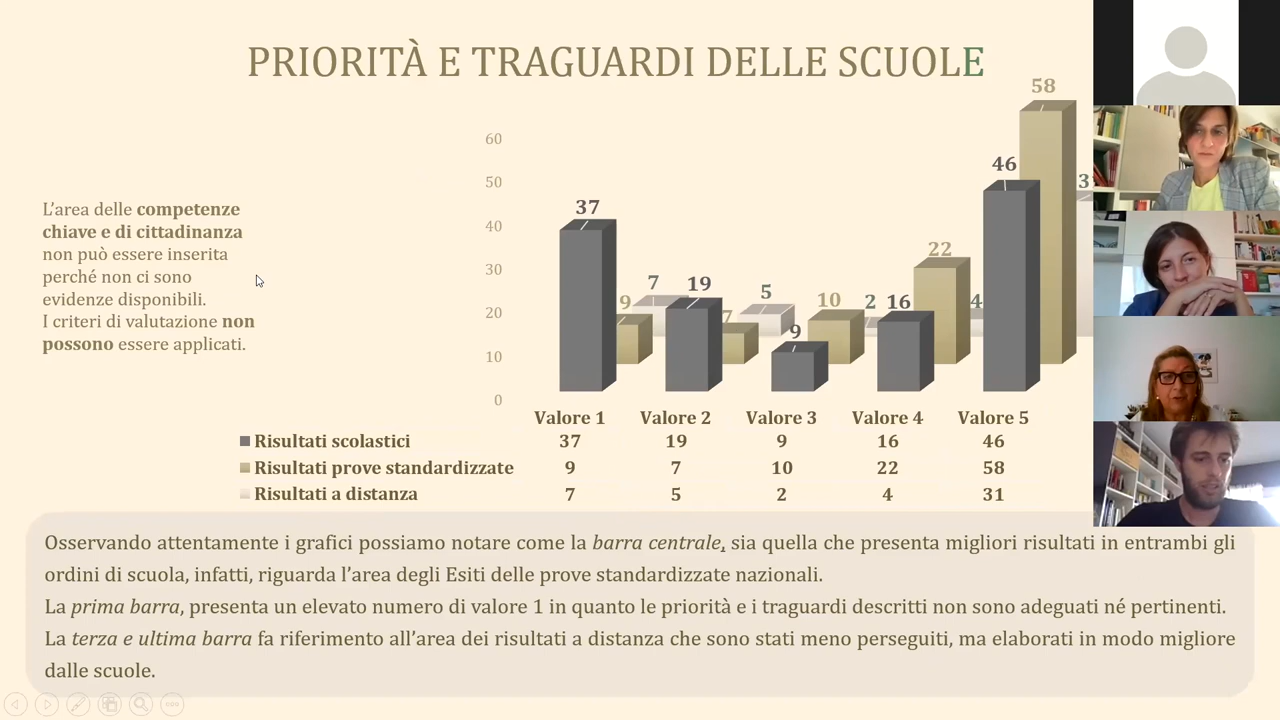 PRIORITÀ E TRAGUARDI DELLE SCUOLE
L'area delle competenze
chiave e di cittadinanza
non può essere inserita
perché non ci sono
evidenze disponibili.
I criteri di valutazione non
possono essere applicati.
60
50
40
30
20
10
0
37
9
7
19
7
5
9
10
2
16
22
4
46
58
3
Valore 1 Valore 2 Valore 3 Valore 4 Valore 5
Risultati scolastici 37 19 9 16 46
Risultati prove standardizzate 9 7 10 22 58
Risultati a distanza 7 5 2 4 31
Osservando attentamente i grafici possiamo notare come la barra centrale, sia quella che presenta migliori risultati in entrambi gli
ordini di scuola, infatti, riguarda l'area degli Esiti delle prove standardizzate nazionali.
La prima barra, presenta un elevato numero di valore 1 in quanto le priorità e i traguardi descritti non sono adeguati né pertinenti.
La terza e ultima barra fa riferimento all'area dei risultati a distanza che sono stati meno perseguiti, ma elaborati in modo migliore
dalle scuole.